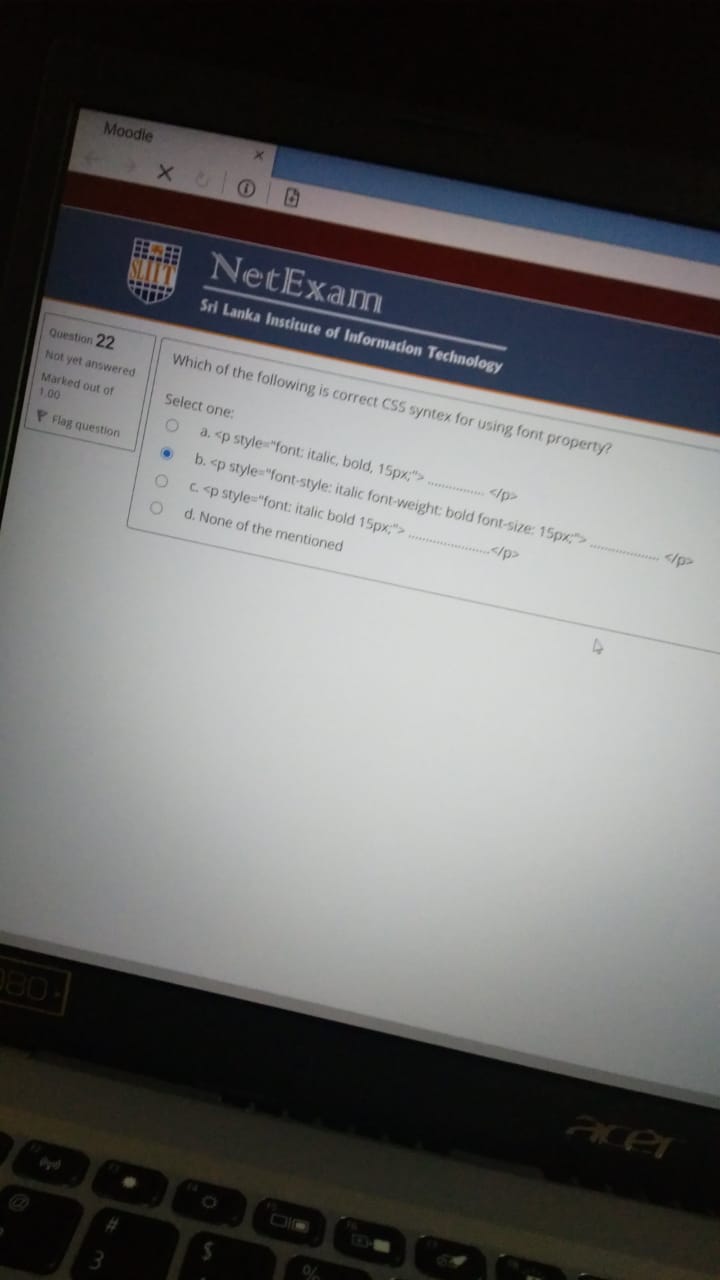 Moodle
SLIIT
NetExam
Sri Lanka Institute of Information Technology
Question 22
Not yet answered
Marked out of
1.00
Flag question
Which of the following is correct CSS syntex for using font property?
Select one:
a. <p style="font: italic, bold, 15px;"> ............... </p>
b. <p style="font-style: italic font-weight: bold font-size: 15px;"> .................. </p>
c. <p style="font: italic bold 15px;"> ......................</p>
d. None of the mentioned
080
acer
@
#
3
$
%